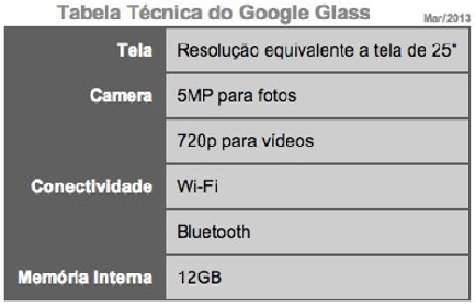 Tabela Técnica do Google Glass Mar/2013
Tela Resolução equivalente a tela de 25"
Camera 5MP para fotos
720p para vídeos
Conectividade Wi-Fi
Bluetooth
Memória Interna 12GB